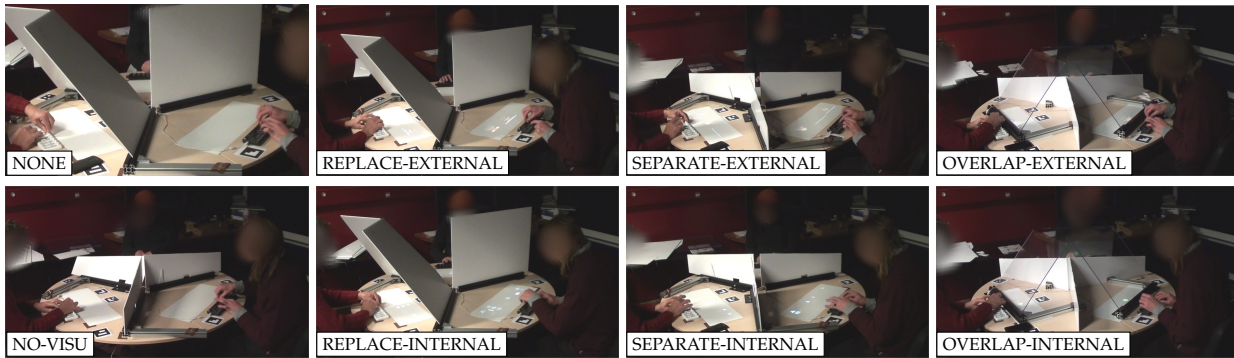 NONE
REPLACE-EXTERNAL
SEPARATE-EXTERNAL
OVERLAP-EXTERNAL
NO-VISU
REPLACE-INTERNAL
SEPARATE-INTERNAL
OVERLAP-INTERNAL